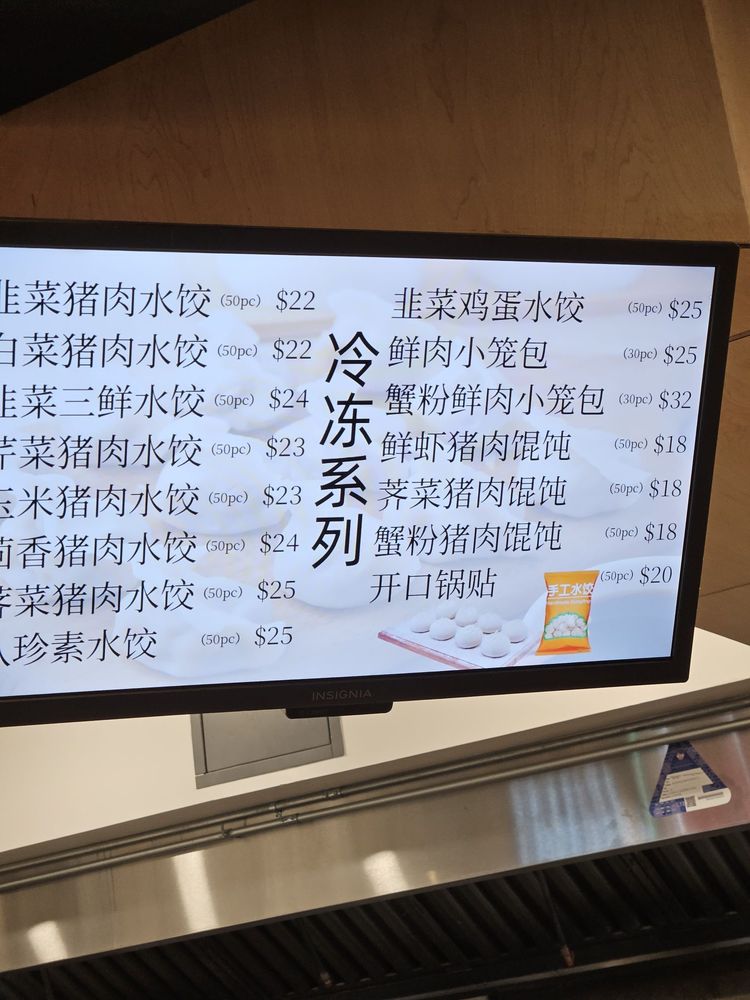 韭菜猪肉水饺 (50pc) $22
白菜猪肉水饺 (50pc) $22
韭菜三鲜水饺 (50pc) $24
芹菜猪肉水饺 (50pc) $23
玉米猪肉水饺 (50pc) $23
茴香猪肉水饺 (50pc) $24
荠菜猪肉水饺 (50pc) $25
八珍素水饺 (50pc) $25
冷冻系列
韭菜鸡蛋水饺 (50pc) $25
鲜肉小笼包 (30pc) $25
蟹粉鲜肉小笼包 (30pc) $32
鲜虾猪肉馄饨 (50pc) $18
荠菜猪肉馄饨 (50pc) $18
蟹粉猪肉馄饨 (50pc) $18
开口锅贴 (50pc) $20
手工水饺
INSIGNIA